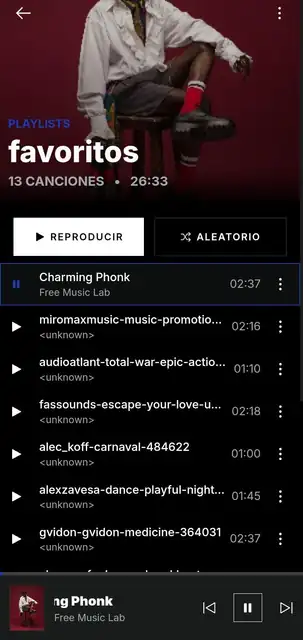 PLAYLISTS
favoritos
13 CANCIONES • 26:33
REPRODUCIR
ALEATORIO
Charming Phonk
02:37
Free Music Lab
miromaxmusic-music-promotio...
02:16
<unknown>
audioatlant-total-war-epic-actio...
01:10
<unknown>
fassounds-escape-your-love-u...
02:18
<unknown>
alec_koff-carnaval-484622
01:00
<unknown>
alexzavesa-dance-playful-night...
01:45
<unknown>
gvidon-gvidon-medicine-364031
02:37
<unknown>
ng Phonk
Free Music Lab